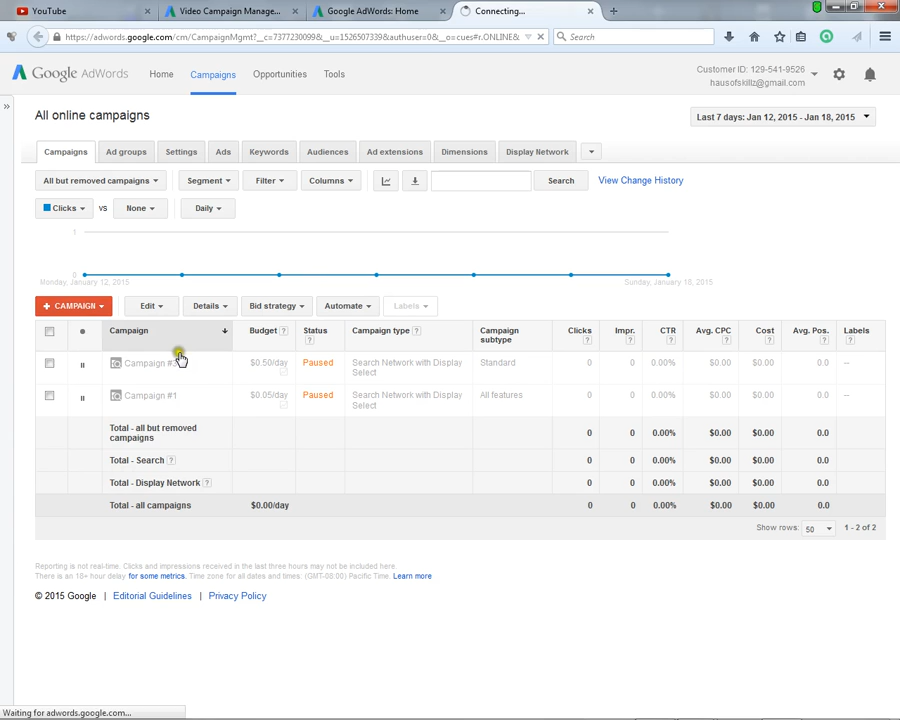 YouTube
Video Campaign Manage...
Google AdWords: Home
Connecting...
https://adwords.google.com/cm/CampaignMgmt?__c=7377230099&__u=1526507339&authuser=0&__o=cues#r.ONLINE&
Search
Google AdWords
Home
Campaigns
Opportunities
Tools
Customer ID: 129-541-9526
hausofskillz@gmail.com
All online campaigns
Last 7 days: Jan 12, 2015 - Jan 18, 2015
Campaigns
Ad groups
Settings
Ads
Keywords
Audiences
Ad extensions
Dimensions
Display Network
All but removed campaigns
Segment
Filter
Columns
Search
View Change History
Clicks
vs
None
Daily
1
0
Monday, January 12, 2015
Sunday, January 18, 2015
+ CAMPAIGN
Edit
Details
Bid strategy
Automate
Labels
Campaign
Budget ?
Status ?
Campaign type ?
Campaign subtype
Clicks ?
Impr. ?
CTR ?
Avg. CPC ?
Cost ?
Avg. Pos. ?
Labels ?
Campaign #
$0.50/day
Paused
Search Network with Display Select
Standard
0
0
0.00%
$0.00
$0.00
0.0
--
Campaign #1
$0.05/day
Paused
Search Network with Display Select
All features
0
0
0.00%
$0.00
$0.00
0.0
--
Total - all but removed campaigns
0
0
0.00%
$0.00
$0.00
0.0
Total - Search ?
0
0
0.00%
$0.00
$0.00
0.0
Total - Display Network ?
0
0
0.00%
$0.00
$0.00
0.0
Total - all campaigns
$0.00/day
0
0
0.00%
$0.00
$0.00
0.0
Show rows: 50
1 - 2 of 2
Reporting is not real-time. Clicks and impressions received in the last three hours may not be included here.
There is an 18+ hour delay for some metrics. Time zone for all dates and times: (GMT-08:00) Pacific Time. Learn more
© 2015 Google | Editorial Guidelines | Privacy Policy
Waiting for adwords.google.com...